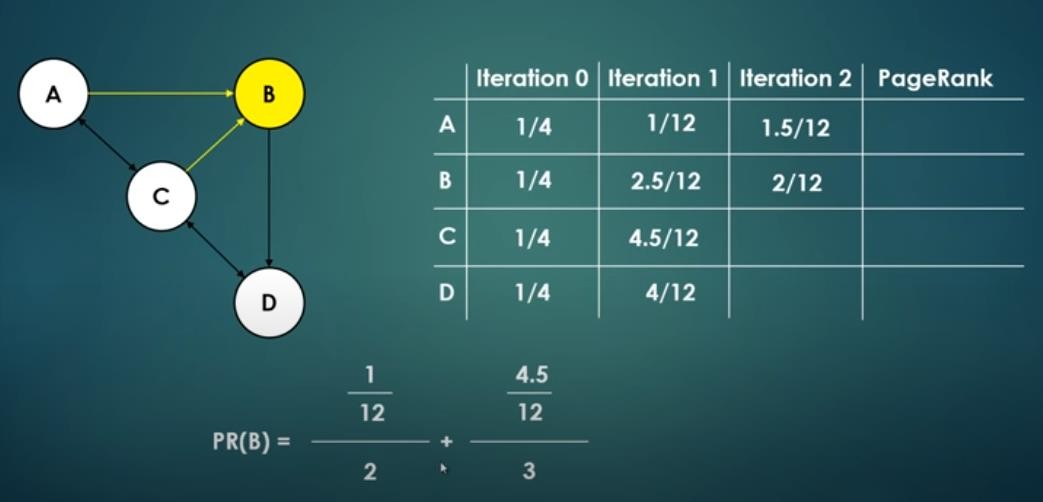 A
B
C
D
Iteration 0 Iteration 1 Iteration 2 PageRank
A 1/4 1/12 1.5/12
B 1/4 2.5/12 2/12
C 1/4 4.5/12
D 1/4 4/12
1 4.5
12 12
PR(B) = +
2 3